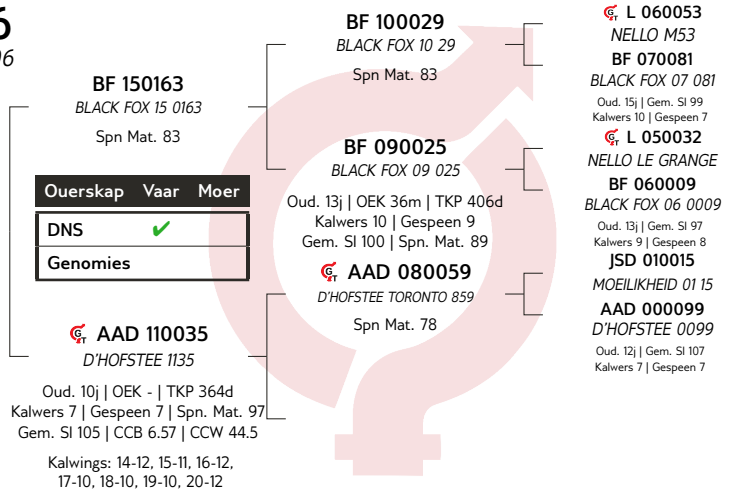 6
06
BF 150163
BLACK FOX 15 0163
Spn Mat. 83
Ouerskap Vaar Moer
DNS ✔
Genomies
AAD 110035
D'HOFSTEE 1135
Oud. 10j | OEK - | TKP 364d
Kalwers 7 | Gespeen 7 | Spn. Mat. 97
Gem. SI 105 | CCB 6.57 | CCW 44.5
Kalwings: 14-12, 15-11, 16-12,
17-10, 18-10, 19-10, 20-12
BF 100029
BLACK FOX 10 29
Spn Mat. 83
BF 090025
BLACK FOX 09 025
Oud. 13j | OEK 36m | TKP 406d
Kalwers 10 | Gespeen 9
Gem. SI 100 | Spn. Mat. 89
AAD 080059
D'HOFSTEE TORONTO 859
Spn Mat. 78
L 060053
NELLO M53
BF 070081
BLACK FOX 07 081
Oud. 15j | Gem. SI 99
Kalwers 10 | Gespeen 7
L 050032
NELLO LE GRANGE
BF 060009
BLACK FOX 06 0009
Oud. 13j | Gem. SI 97
Kalwers 9 | Gespeen 8
JSD 010015
MOEILIKHEID 01 15
AAD 000099
D'HOFSTEE 0099
Oud. 12j | Gem. SI 107
Kalwers 7 | Gespeen 7